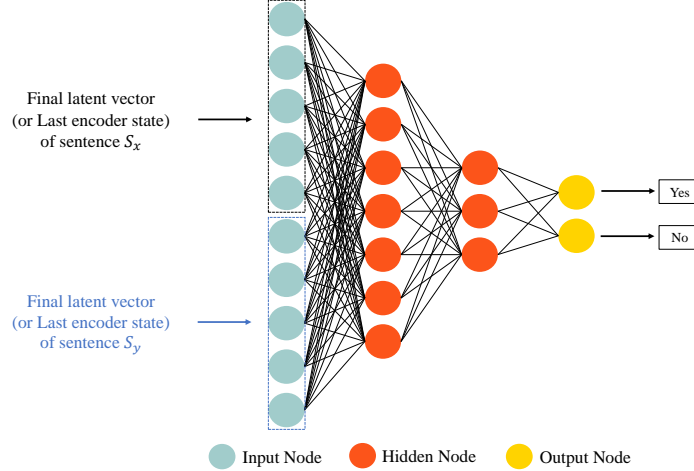 Final latent vector
(or Last encoder state)
of sentence Sₓ
Yes
No
Final latent vector
(or Last encoder state)
of sentence S_y
Input Node
Hidden Node
Output Node